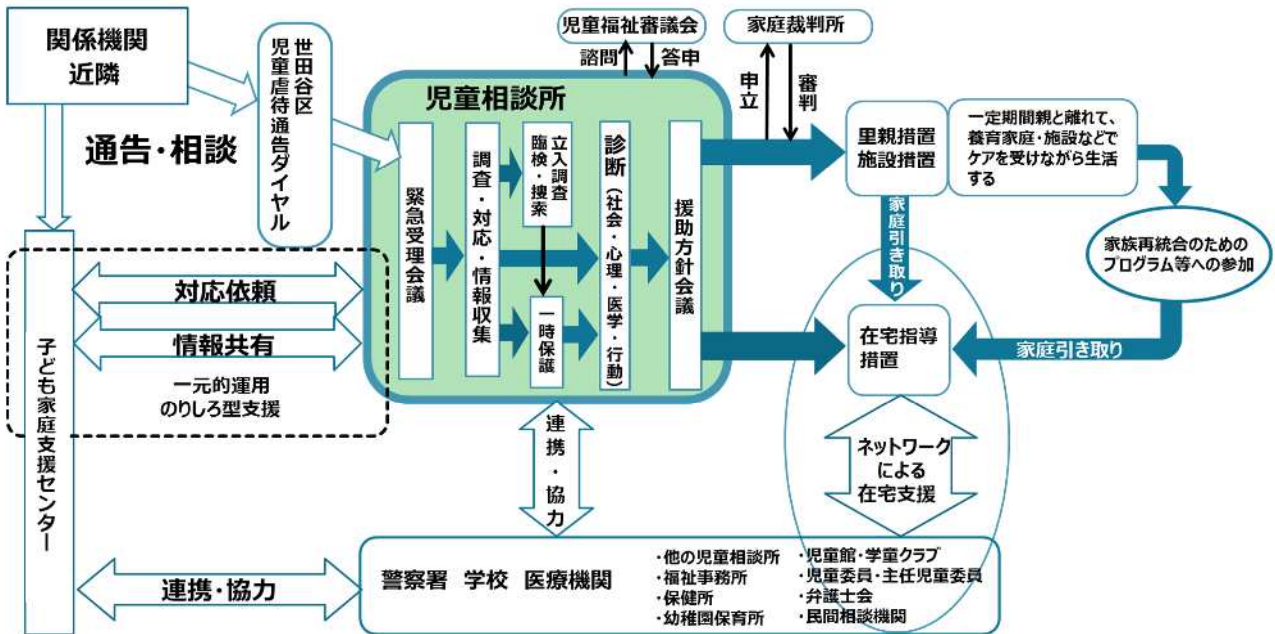 関係機関
近隣
通告・相談
世田谷区
児童虐待通告ダイヤル
児童福祉審議会
諮問
答申
家庭裁判所
申立
審判
児童相談所
緊急受理会議
調査・対応・情報収集
立入調査
臨検・捜索
一時保護
診断(社会・心理・医学・行動)
援助方針会議
里親措置
施設措置
一定期間親と離れて、
養育家庭・施設などで
ケアを受けながら生活
する
家族再統合のための
プログラム等への参加
家庭引き取り
家庭引き取り
在宅指導
措置
ネットワーク
による
在宅支援
対応依頼
情報共有
一元的運用
のりしろ型支援
子ども家庭支援センター
連携・協力
連携・協力
警察署 学校 医療機関
・他の児童相談所
・福祉事務所
・保健所
・幼稚園保育所
・児童館・学童クラブ
・児童委員・主任児童委員
・弁護士会
・民間相談機関